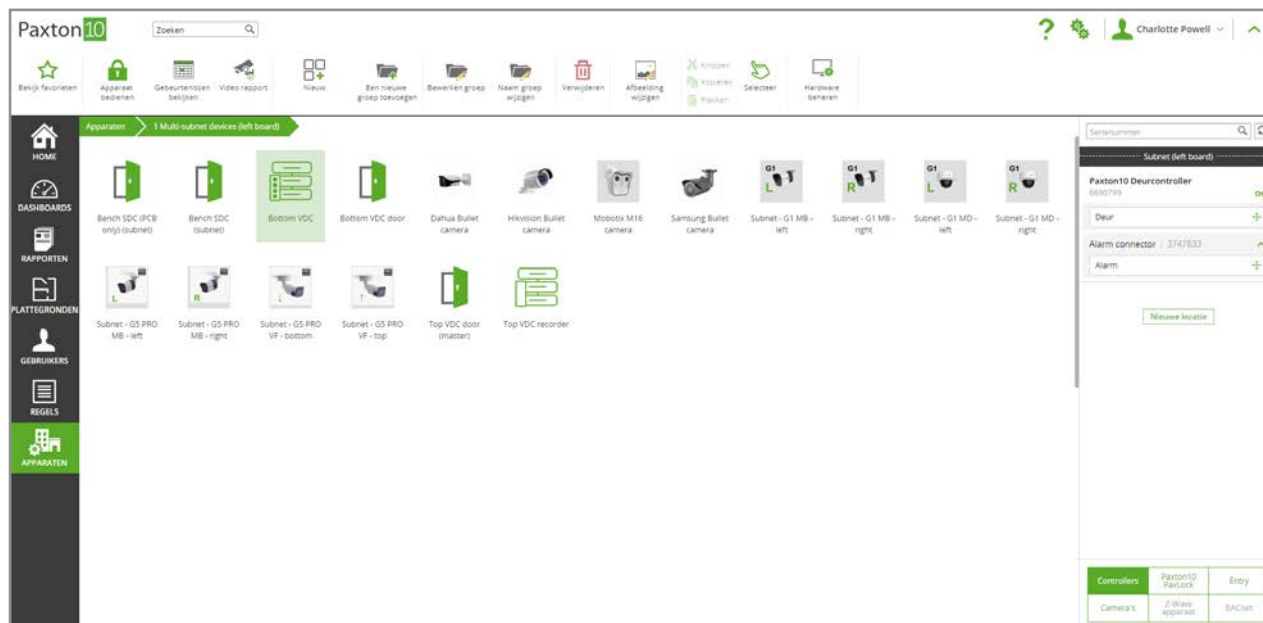 Paxton10
Zoeken
Charlotte Powell
Bekijk favorieten
Apparaat
bedienen
Gebeurtenissen
bekijken
Video rapport
Nieuw
Een nieuwe
groep toevoegen
Bewerken groep
Naam groep
wijzigen
Verwijderen
Afbeelding
wijzigen
Knippen
Kopiëren
Plakken
Selecteer
Hardware
beheren
HOME
DASHBOARDS
RAPPORTEN
PLATTEGRONDEN
GEBRUIKERS
REGELS
APPARATEN
Apparaten
1 Multi-subnet devices (left board)
Bench SDC (PCB
only) (subnet)
Bench SDC
(subnet)
Bottom VDC
Bottom VDC door
Dahua Bullet
camera
Hikvision Bullet
camera
Mobotix M16
camera
Samsung Bullet
camera
G1
L
Subnet - G1 MB -
left
G1
R
Subnet - G1 MB -
right
G1
L
Subnet - G1 MD -
left
G1
R
Subnet - G1 MD -
right
L
Subnet - G5 PRO
MB - left
R
Subnet - G5 PRO
MB - right
Subnet - G5 PRO
VF - bottom
Subnet - G5 PRO
VF - top
Top VDC door
(master)
Top VDC recorder
Serienummer
Subnet (left board)
Paxton10 Deurcontroller
6690799
Deur
Alarm connector | 3747833
Alarm
Nieuwe locatie
Controllers
Paxton10
PaxLock
Entry
Camera's
Z-Wave
apparaat
BACnet